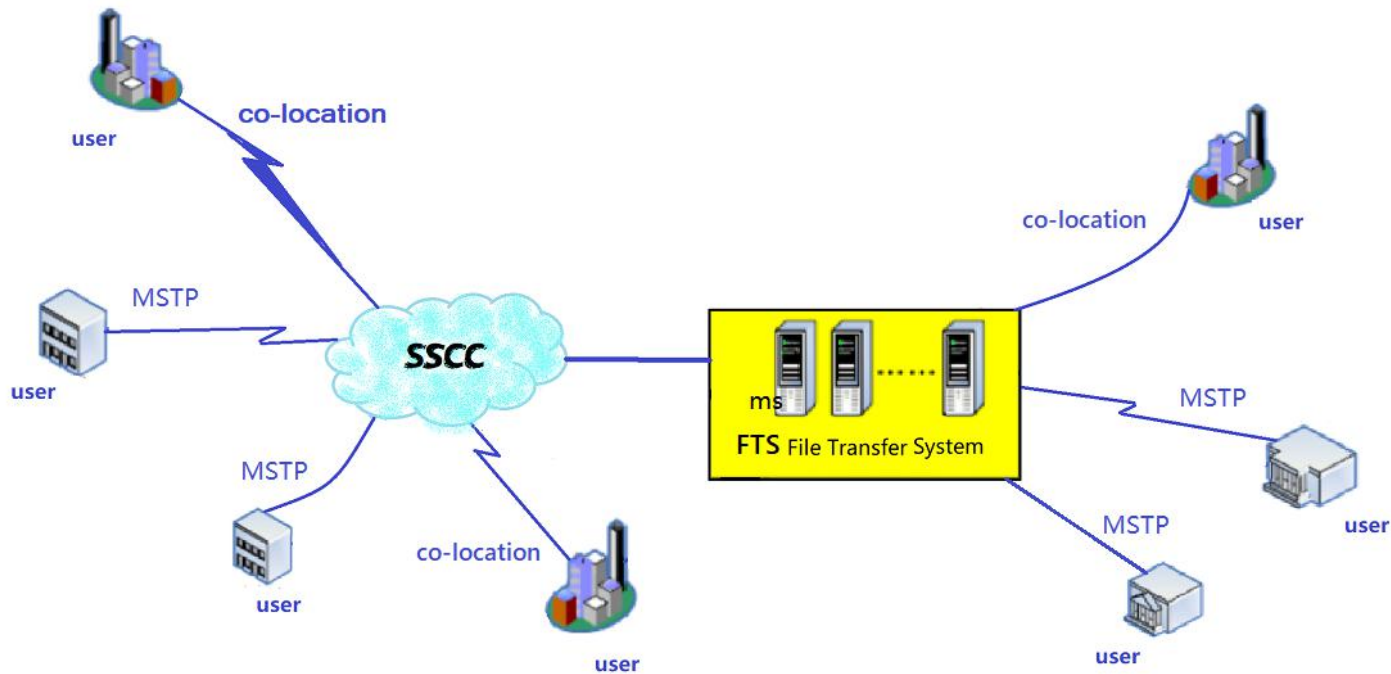 co-location
user
co-location
user
MSTP
user
SSCC
ms
FTS File Transfer System
MSTP
user
MSTP
user
co-location
user
MSTP
user